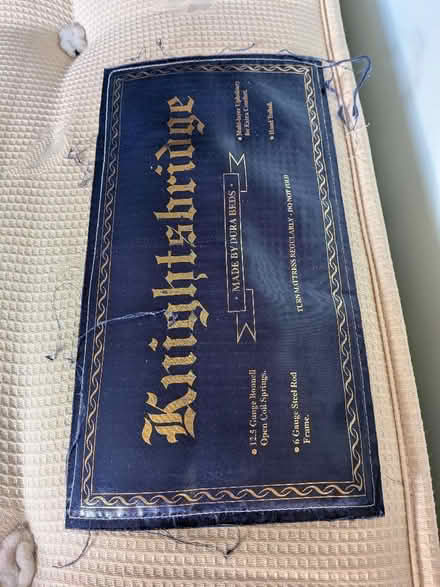 Knightsbridge
• MADE BY DURA BEDS •
• 12.5 Gauge Bonnell
Open Coil Springs.
• 6 Gauge Steel Rod
Frame.
• Multi-layer Upholstery
for Extra Comfort.
• Hand Tufted.
TURN MATTRESS REGULARLY - DO NOT FOLD